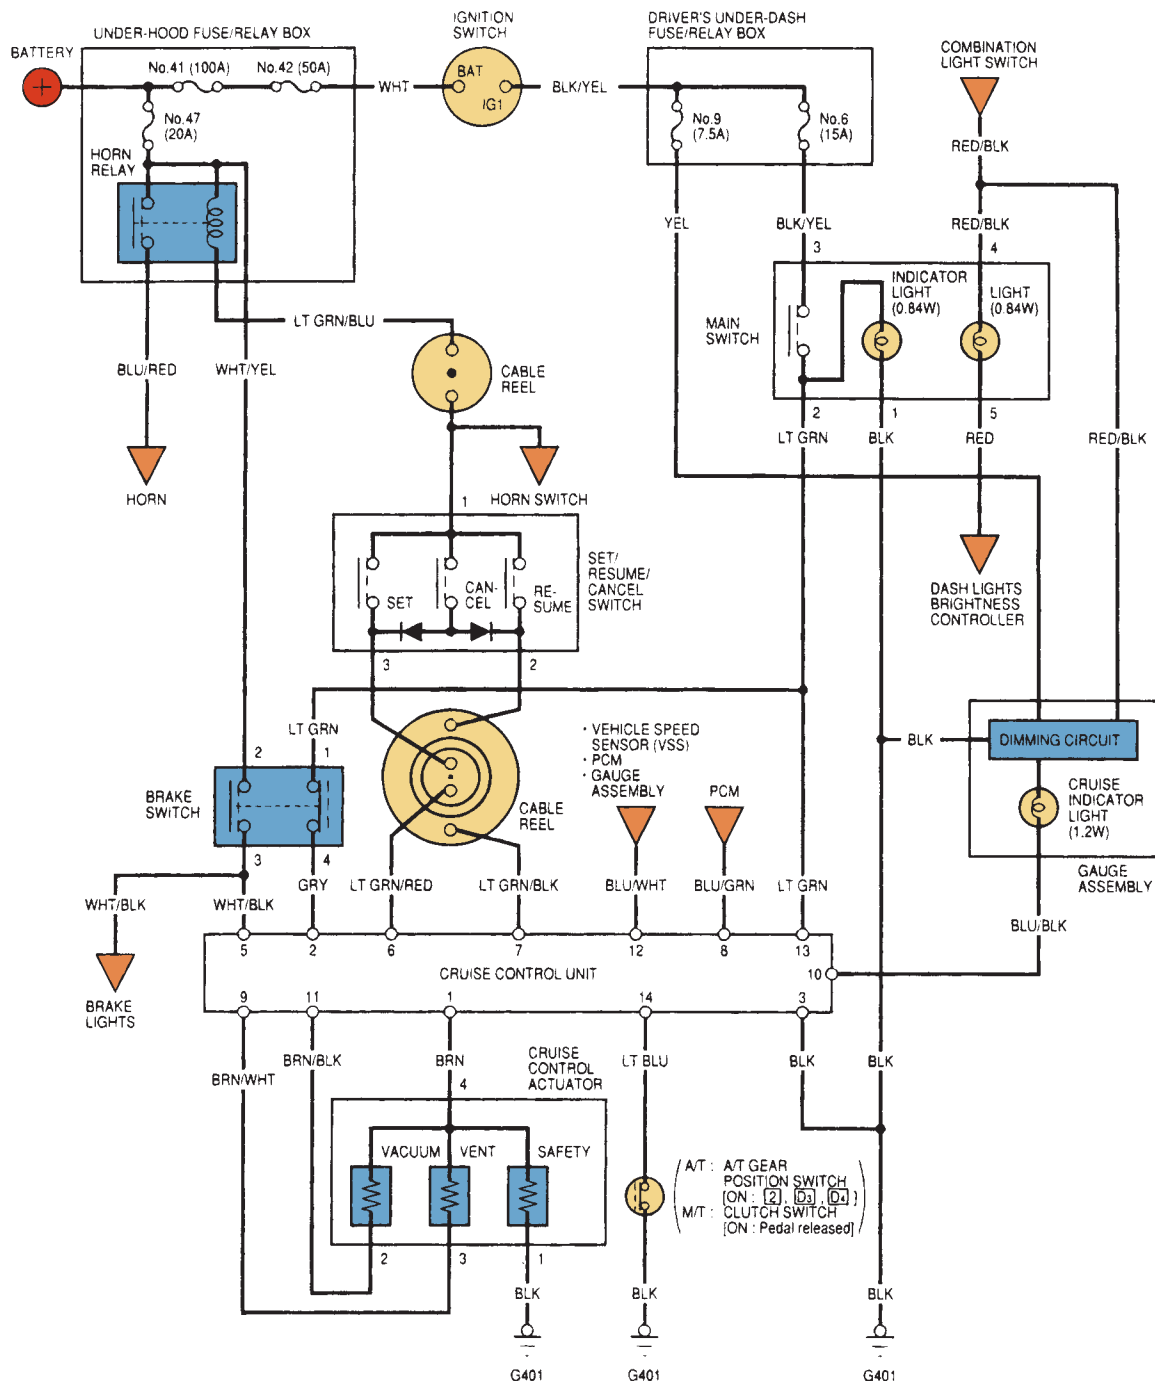 UNDER-HOOD FUSE/RELAY BOX
BATTERY
No.41 (100A)
No.42 (50A)
No.47
(20A)
HORN
RELAY
IGNITION
SWITCH
BAT
IG1
WHT
BLK/YEL
DRIVER'S UNDER-DASH
FUSE/RELAY BOX
No.9
(7.5A)
No.6
(15A)
COMBINATION
LIGHT SWITCH
RED/BLK
YEL
BLK/YEL
RED/BLK
3
4
INDICATOR
LIGHT
(0.84W)
LIGHT
(0.84W)
MAIN
SWITCH
2
1
5
LT GRN
BLK
RED
RED/BLK
LT GRN/BLU
BLU/RED
WHT/YEL
CABLE
REEL
HORN
HORN SWITCH
1
SET
CAN-
CEL
RE-
SUME
SET/
RESUME/
CANCEL
SWITCH
3
2
DASH LIGHTS
BRIGHTNESS
CONTROLLER
LT GRN
2
1
BRAKE
SWITCH
3
4
CABLE
REEL
· VEHICLE SPEED
SENSOR (VSS)
· PCM
· GAUGE
ASSEMBLY
PCM
BLK
DIMMING CIRCUIT
CRUISE
INDICATOR
LIGHT
(1.2W)
GAUGE
ASSEMBLY
WHT/BLK
WHT/BLK
GRY
LT GRN/RED
LT GRN/BLK
BLU/WHT
BLU/GRN
LT GRN
BLU/BLK
5
2
6
7
12
8
13
CRUISE CONTROL UNIT
10
9
11
1
14
3
BRAKE
LIGHTS
BRN/WHT
BRN/BLK
BRN
CRUISE
CONTROL
ACTUATOR
LT BLU
BLK
BLK
4
VACUUM
VENT
SAFETY
2
3
1
A/T : A/T GEAR
POSITION SWITCH
[ON : 2 , D3 , D4 ]
M/T : CLUTCH SWITCH
[ON : Pedal released]
BLK
BLK
BLK
G401
G401
G401